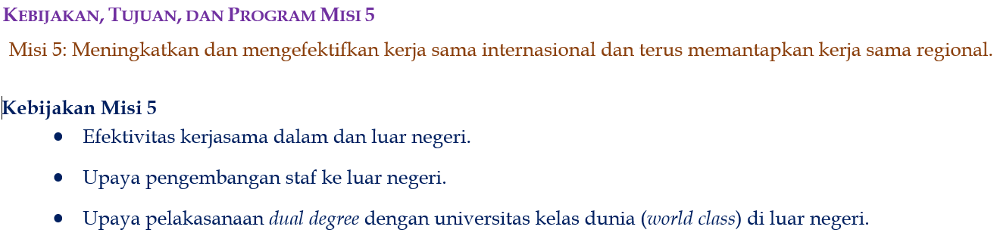 KEBIJAKAN, TUJUAN, DAN PROGRAM MISI 5
Misi 5: Meningkatkan dan mengefektifkan kerja sama internasional dan terus memantapkan kerja sama regional.
Kebijakan Misi 5
• Efektivitas kerjasama dalam dan luar negeri.
• Upaya pengembangan staf ke luar negeri.
• Upaya pelakasanaan dual degree dengan universitas kelas dunia (world class) di luar negeri.